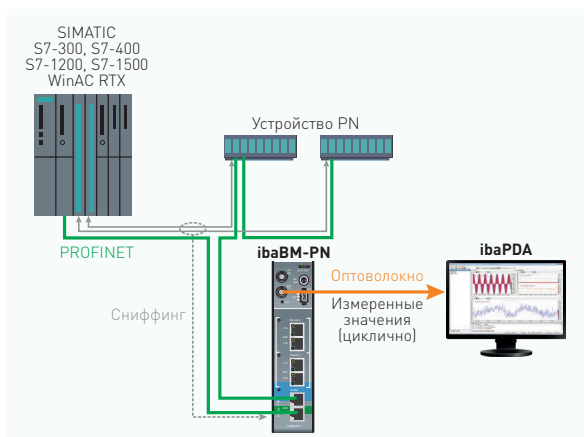 SIMATIC
S7-300, S7-400
S7-1200, S7-1500
WinAC RTX
Устройство PN
PROFINET
ibaBM-PN
ibaPDA
Оптоволокно
Измеренные
значения
(циклично)
Сниффинг